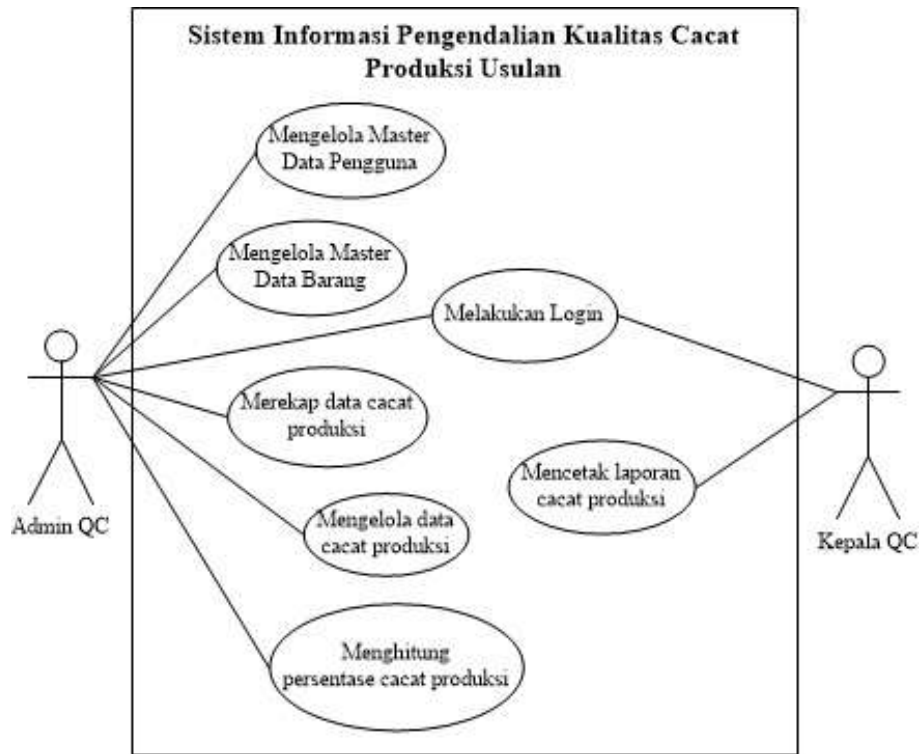 Sistem Informasi Pengendalian Kualitas Cacat
Produksi Usulan
Mengelola Master
Data Pengguna
Mengelola Master
Data Barang
Melakukan Login
Merekap data cacat
produksi
Mencetak laporan
cacat produksi
Admin QC
Mengelola data
cacat produksi
Kepala QC
Menghitung
persentase cacat produksi